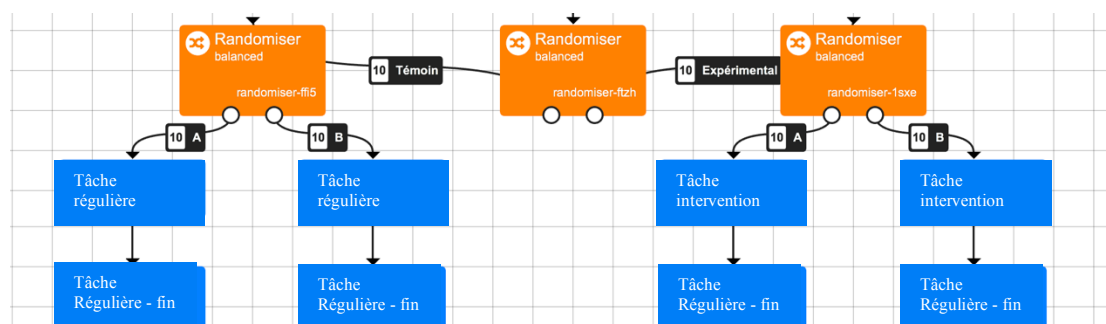 Randomiser
balanced
randomiser-ffi5
10 Témoin
Randomiser
balanced
randomiser-ftzh
10 Expérimental
Randomiser
balanced
randomiser-1sxe
10 A
10 B
10 A
10 B
Tâche
régulière
Tâche
régulière
Tâche
intervention
Tâche
intervention
Tâche
Régulière - fin
Tâche
Régulière - fin
Tâche
Régulière - fin
Tâche
Régulière - fin